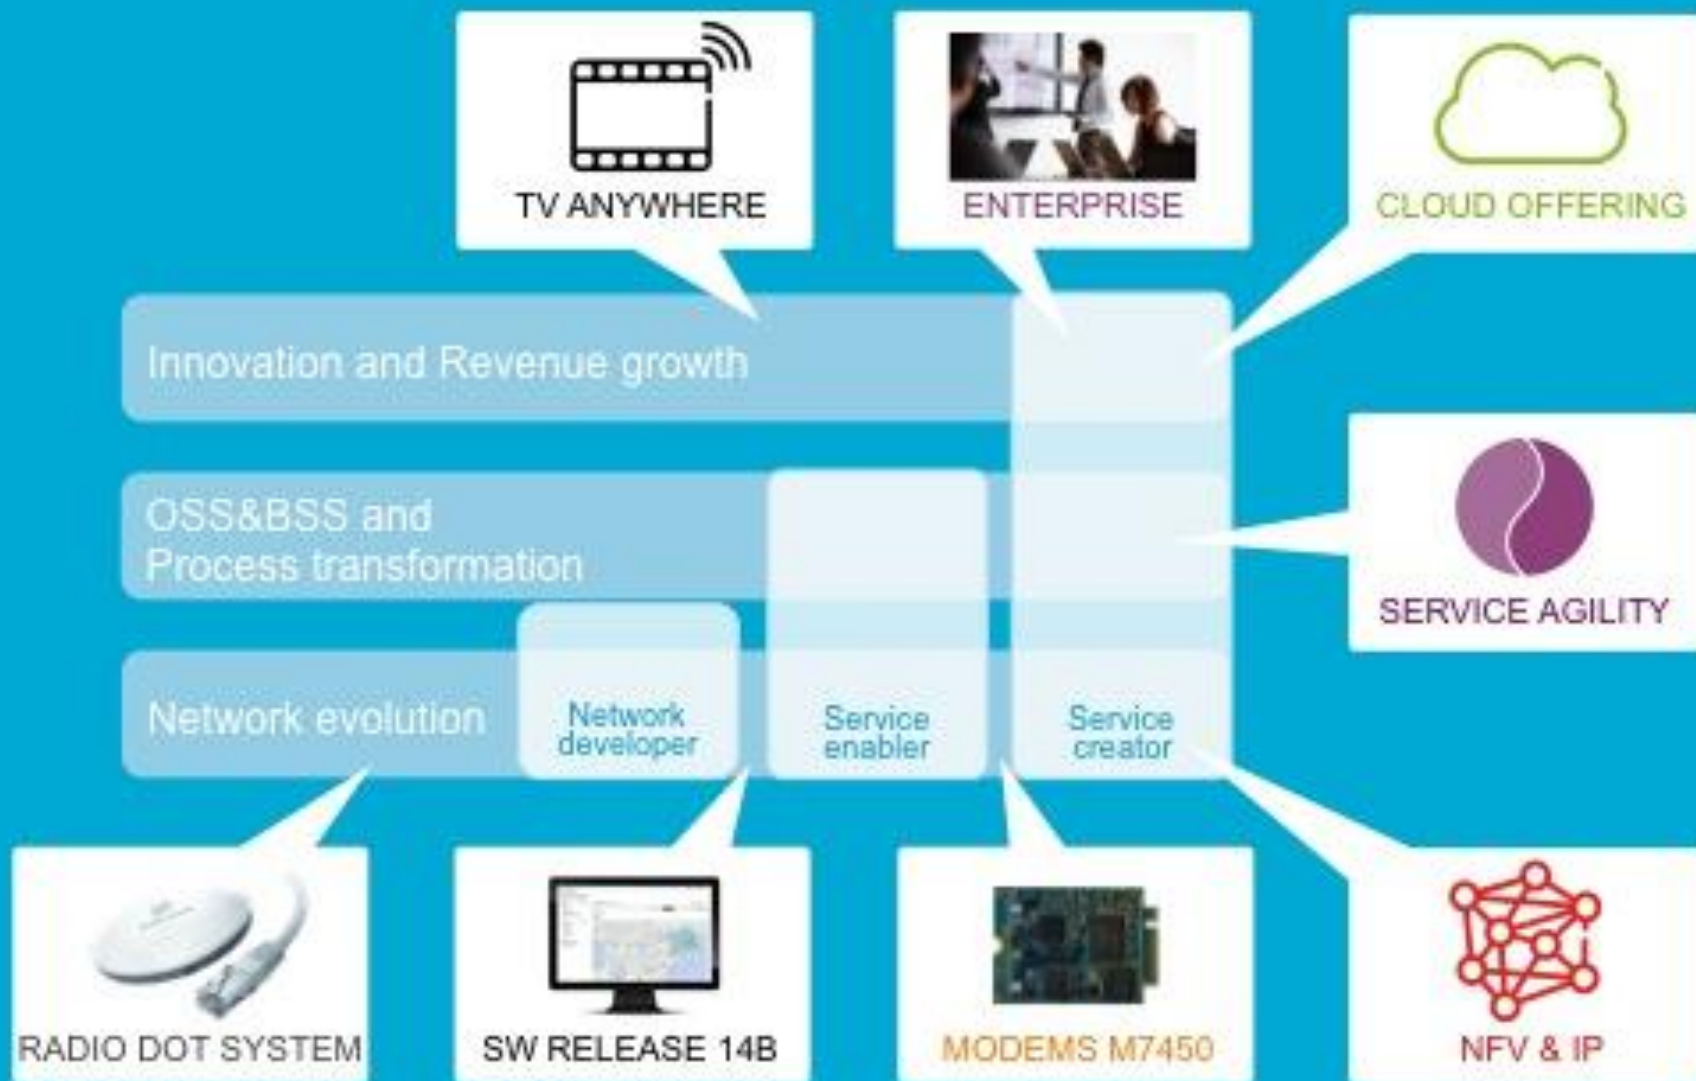 TV ANYWHERE
ENTERPRISE
CLOUD OFFERING
Innovation and Revenue growth
OSS&BSS and
Process transformation
SERVICE AGILITY
Network evolution
Network
developer
Service
enabler
Service
creator
RADIO DOT SYSTEM
SW RELEASE 14B
MODEMS M7450
NFV & IP